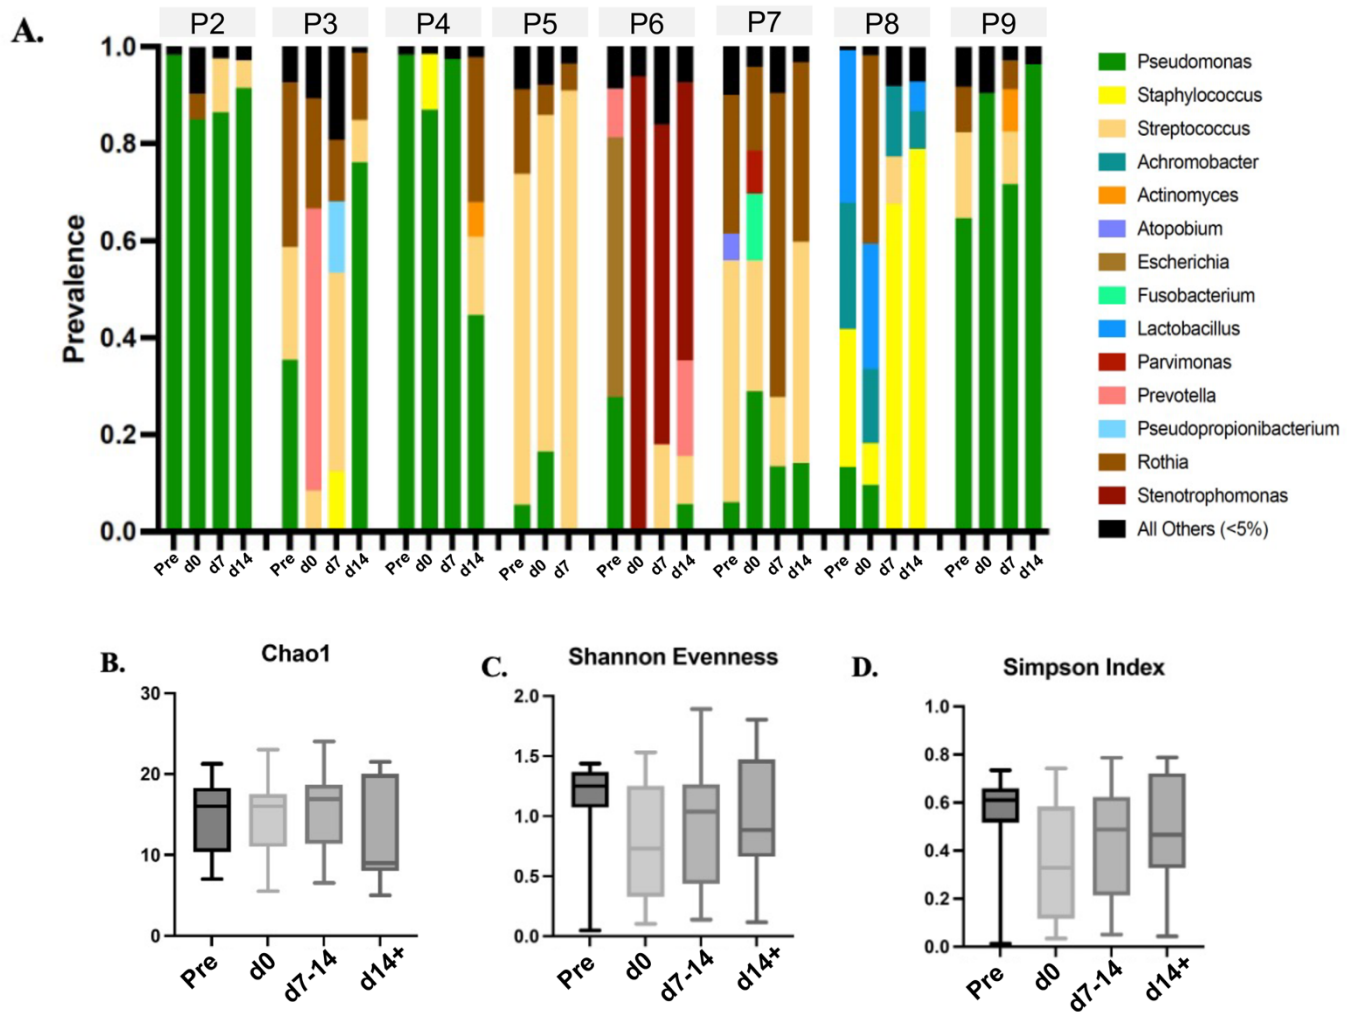 A.
P2 P3 P4 P5 P6 P7 P8 P9
Prevalence
1.0
0.8
0.6
0.4
0.2
0.0
Pre d0 d7 d14 Pre d0 d7 d14 Pre d0 d7 d14 Pre d0 d7 Pre d0 d7 d14 Pre d0 d7 d14 Pre d0 d7 d14 Pre d0 d7 d14
Pseudomonas
Staphylococcus
Streptococcus
Achromobacter
Actinomyces
Atopobium
Escherichia
Fusobacterium
Lactobacillus
Parvimonas
Prevotella
Pseudopropionibacterium
Rothia
Stenotrophomonas
All Others (<5%)
B.
Chao1
30
20
10
0
Pre d0 d7-14 d14+
C.
Shannon Evenness
2.0
1.5
1.0
0.5
0.0
Pre d0 d7-14 d14+
D.
Simpson Index
1.0
0.8
0.6
0.4
0.2
0.0
Pre d0 d7-14 d14+